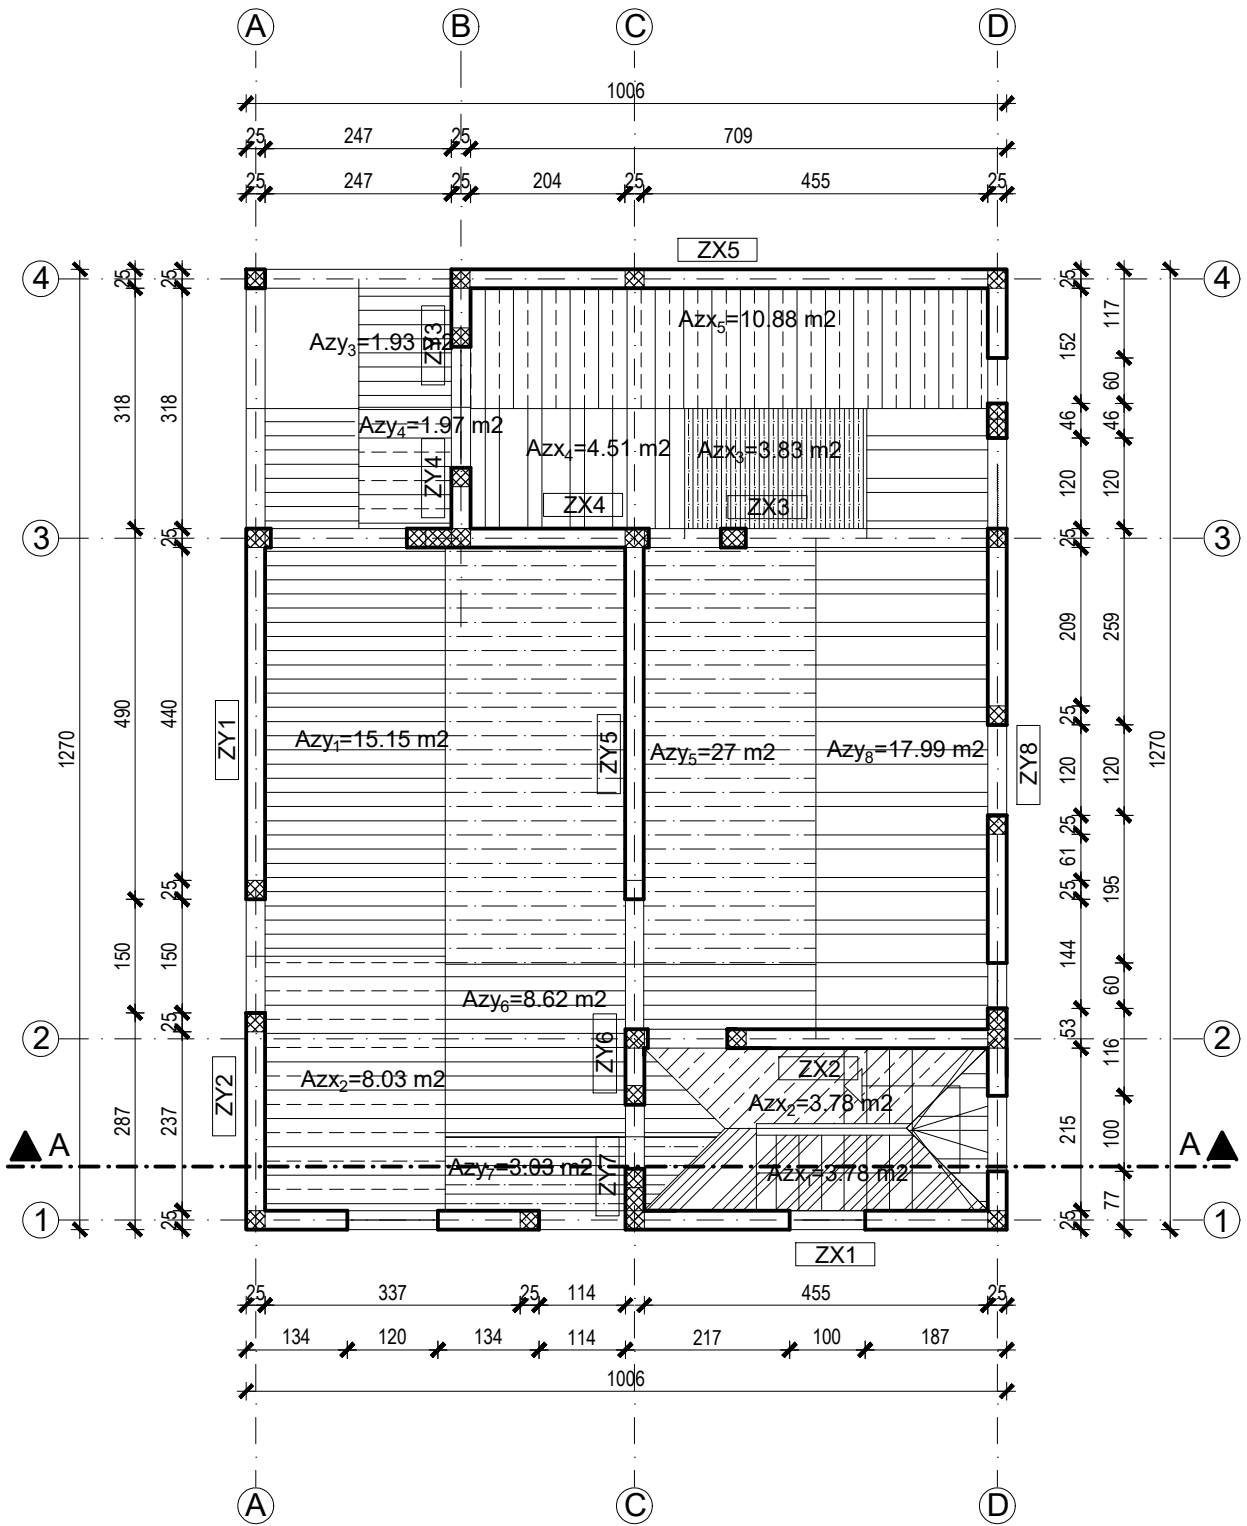 A B C D
1006
25 247 25 709
25 247 25 204 25 455 25
ZX5
4 25 25 25 4
Azx5=10.88 m2
Azy3=1.93 m2
ZY3
117
152
60
318 318
46 46
Azy4=1.97 m2
Azx4=4.51 m2
Azx3=3.83 m2
ZY4
120 120
ZX4 ZX3
3 25 25 3
209 259
490 440
25
ZY1
Azy1=15.15 m2
ZY5
Azy5=27 m2
Azy8=17.99 m2
ZY8
1270
1270
120 120
25
61
25 25
195
150 150
144
60
Azy6=8.62 m2
25
53
2 2
ZY6
116
ZX2
Azx2=8.03 m2
Azx2=3.78 m2
ZY2
287 237
215 100
A A
Azy7=3.03 m2
ZY7
Azx1=3.78 m2
77
1 25 25 1
ZX1
25 337 25 114 455 25
134 120 134 114 217 100 187
1006
A C D